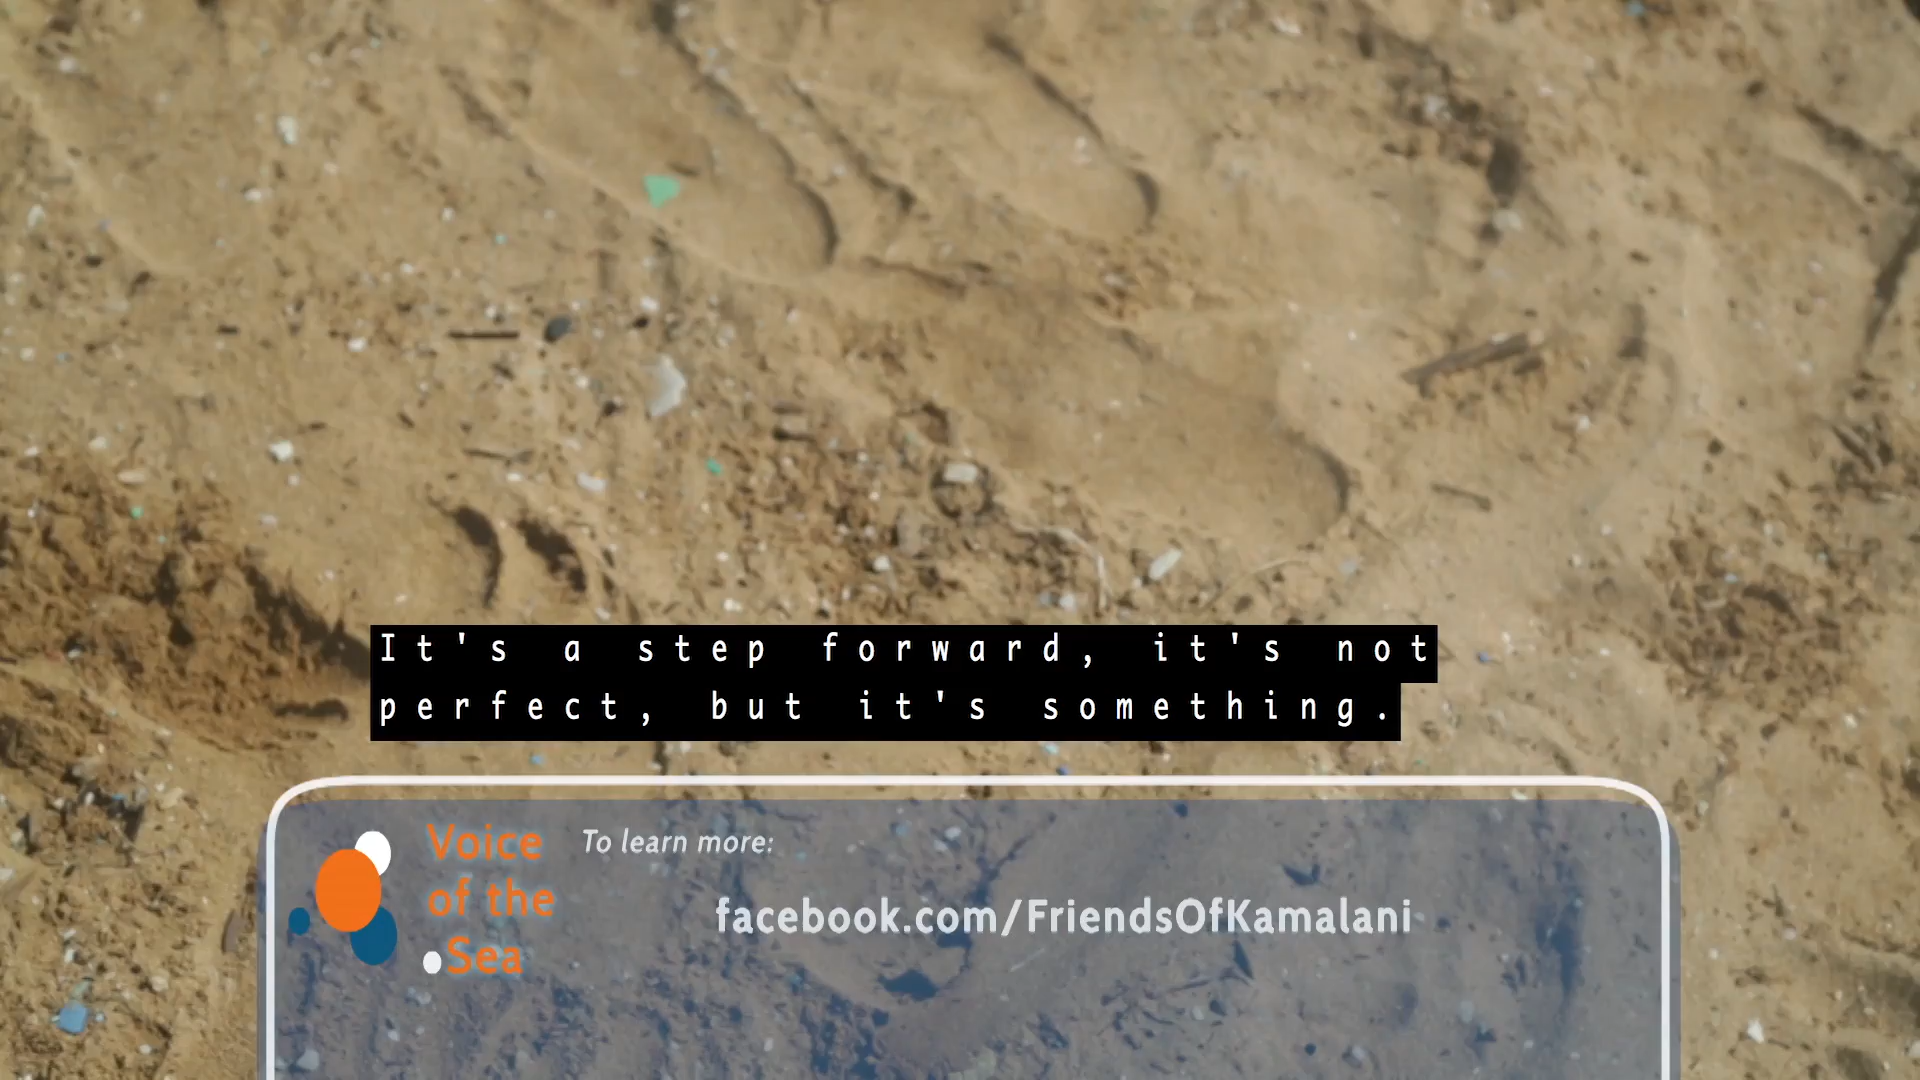 It's a step forward, it's not
perfect, but it's something.
Voice
of the
Sea
To learn more:
facebook.com/FriendsOfKamalani